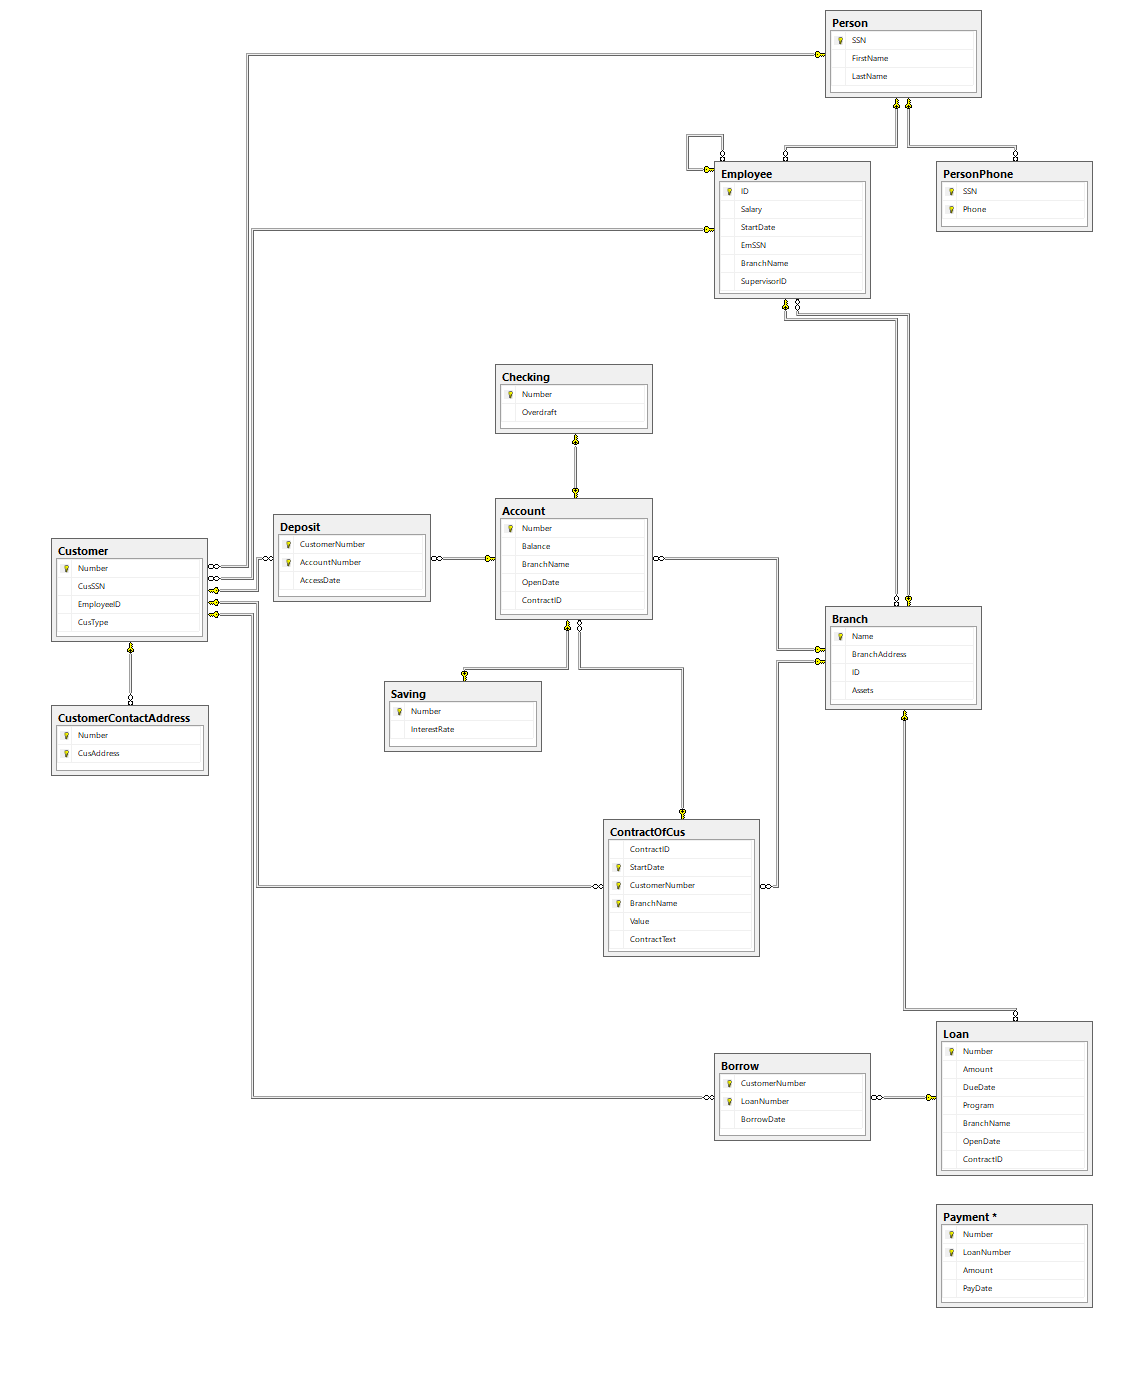 Person
SSN
FirstName
LastName
Employee
ID
Salary
StartDate
EmSSN
BranchName
SupervisorID
PersonPhone
SSN
Phone
Checking
Number
Overdraft
Account
Number
Balance
BranchName
OpenDate
ContractID
Deposit
CustomerNumber
AccountNumber
AccessDate
Customer
Number
CusSSN
EmployeeID
CusType
Branch
Name
BranchAddress
ID
Assets
Saving
Number
InterestRate
CustomerContactAddress
Number
CusAddress
ContractOfCus
ContractID
StartDate
CustomerNumber
BranchName
Value
ContractText
Loan
Number
Amount
DueDate
Program
BranchName
OpenDate
ContractID
Borrow
CustomerNumber
LoanNumber
BorrowDate
Payment *
Number
LoanNumber
Amount
PayDate